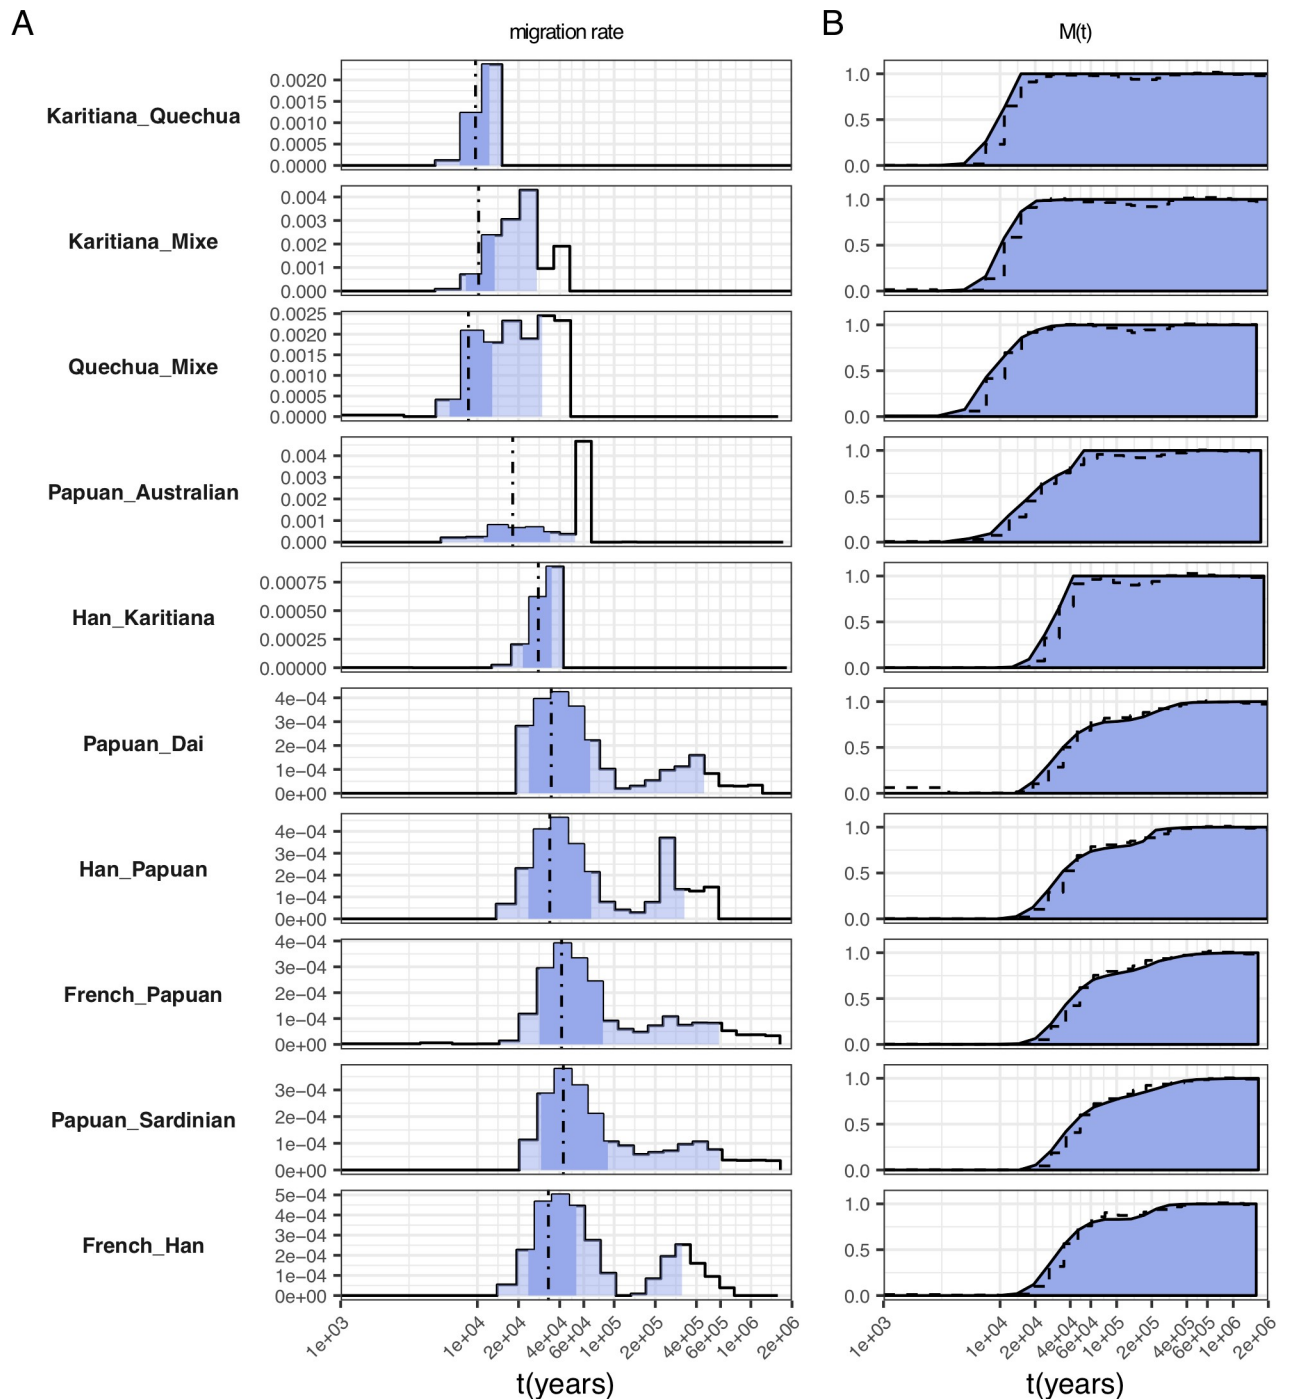 A
B
migration rate
M(t)
Karitiana_Quechua
0.0020
0.0015
0.0010
0.0005
0.0000
1.0
0.5
0.0
Karitiana_Mixe
0.004
0.003
0.002
0.001
0.000
1.0
0.5
0.0
Quechua_Mixe
0.0025
0.0020
0.0015
0.0010
0.0005
0.0000
1.0
0.5
0.0
Papuan_Australian
0.004
0.003
0.002
0.001
0.000
1.0
0.5
0.0
Han_Karitiana
0.00075
0.00050
0.00025
0.00000
1.0
0.5
0.0
Papuan_Dai
4e−04
3e−04
2e−04
1e−04
0e+00
1.0
0.5
0.0
Han_Papuan
4e−04
3e−04
2e−04
1e−04
0e+00
1.0
0.5
0.0
French_Papuan
4e−04
3e−04
2e−04
1e−04
0e+00
1.0
0.5
0.0
Papuan_Sardinian
3e−04
2e−04
1e−04
0e+00
1.0
0.5
0.0
French_Han
5e−04
4e−04
3e−04
2e−04
1e−04
0e+00
1.0
0.5
0.0
1e+03 1e+04 2e+04 4e+04 6e+04 1e+05 2e+05 4e+05 6e+05 1e+06 2e+06
1e+03 1e+04 2e+04 4e+04 6e+04 1e+05 2e+05 4e+05 6e+05 1e+06 2e+06
t(years)
t(years)